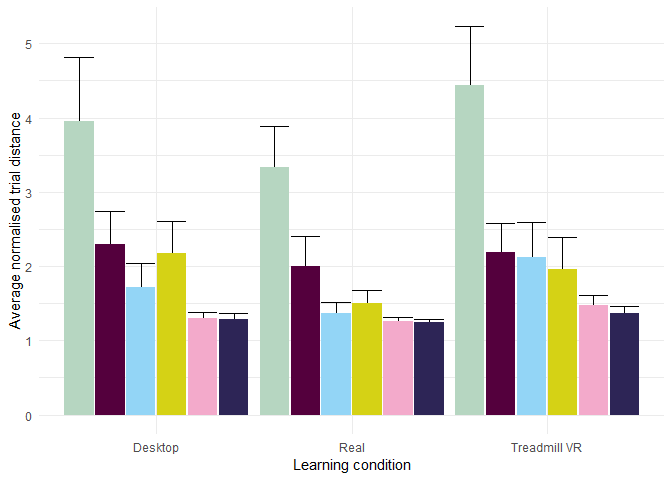 Average normalised trial distance
5
4
3
2
1
0
Desktop
Real
Treadmill VR
Learning condition